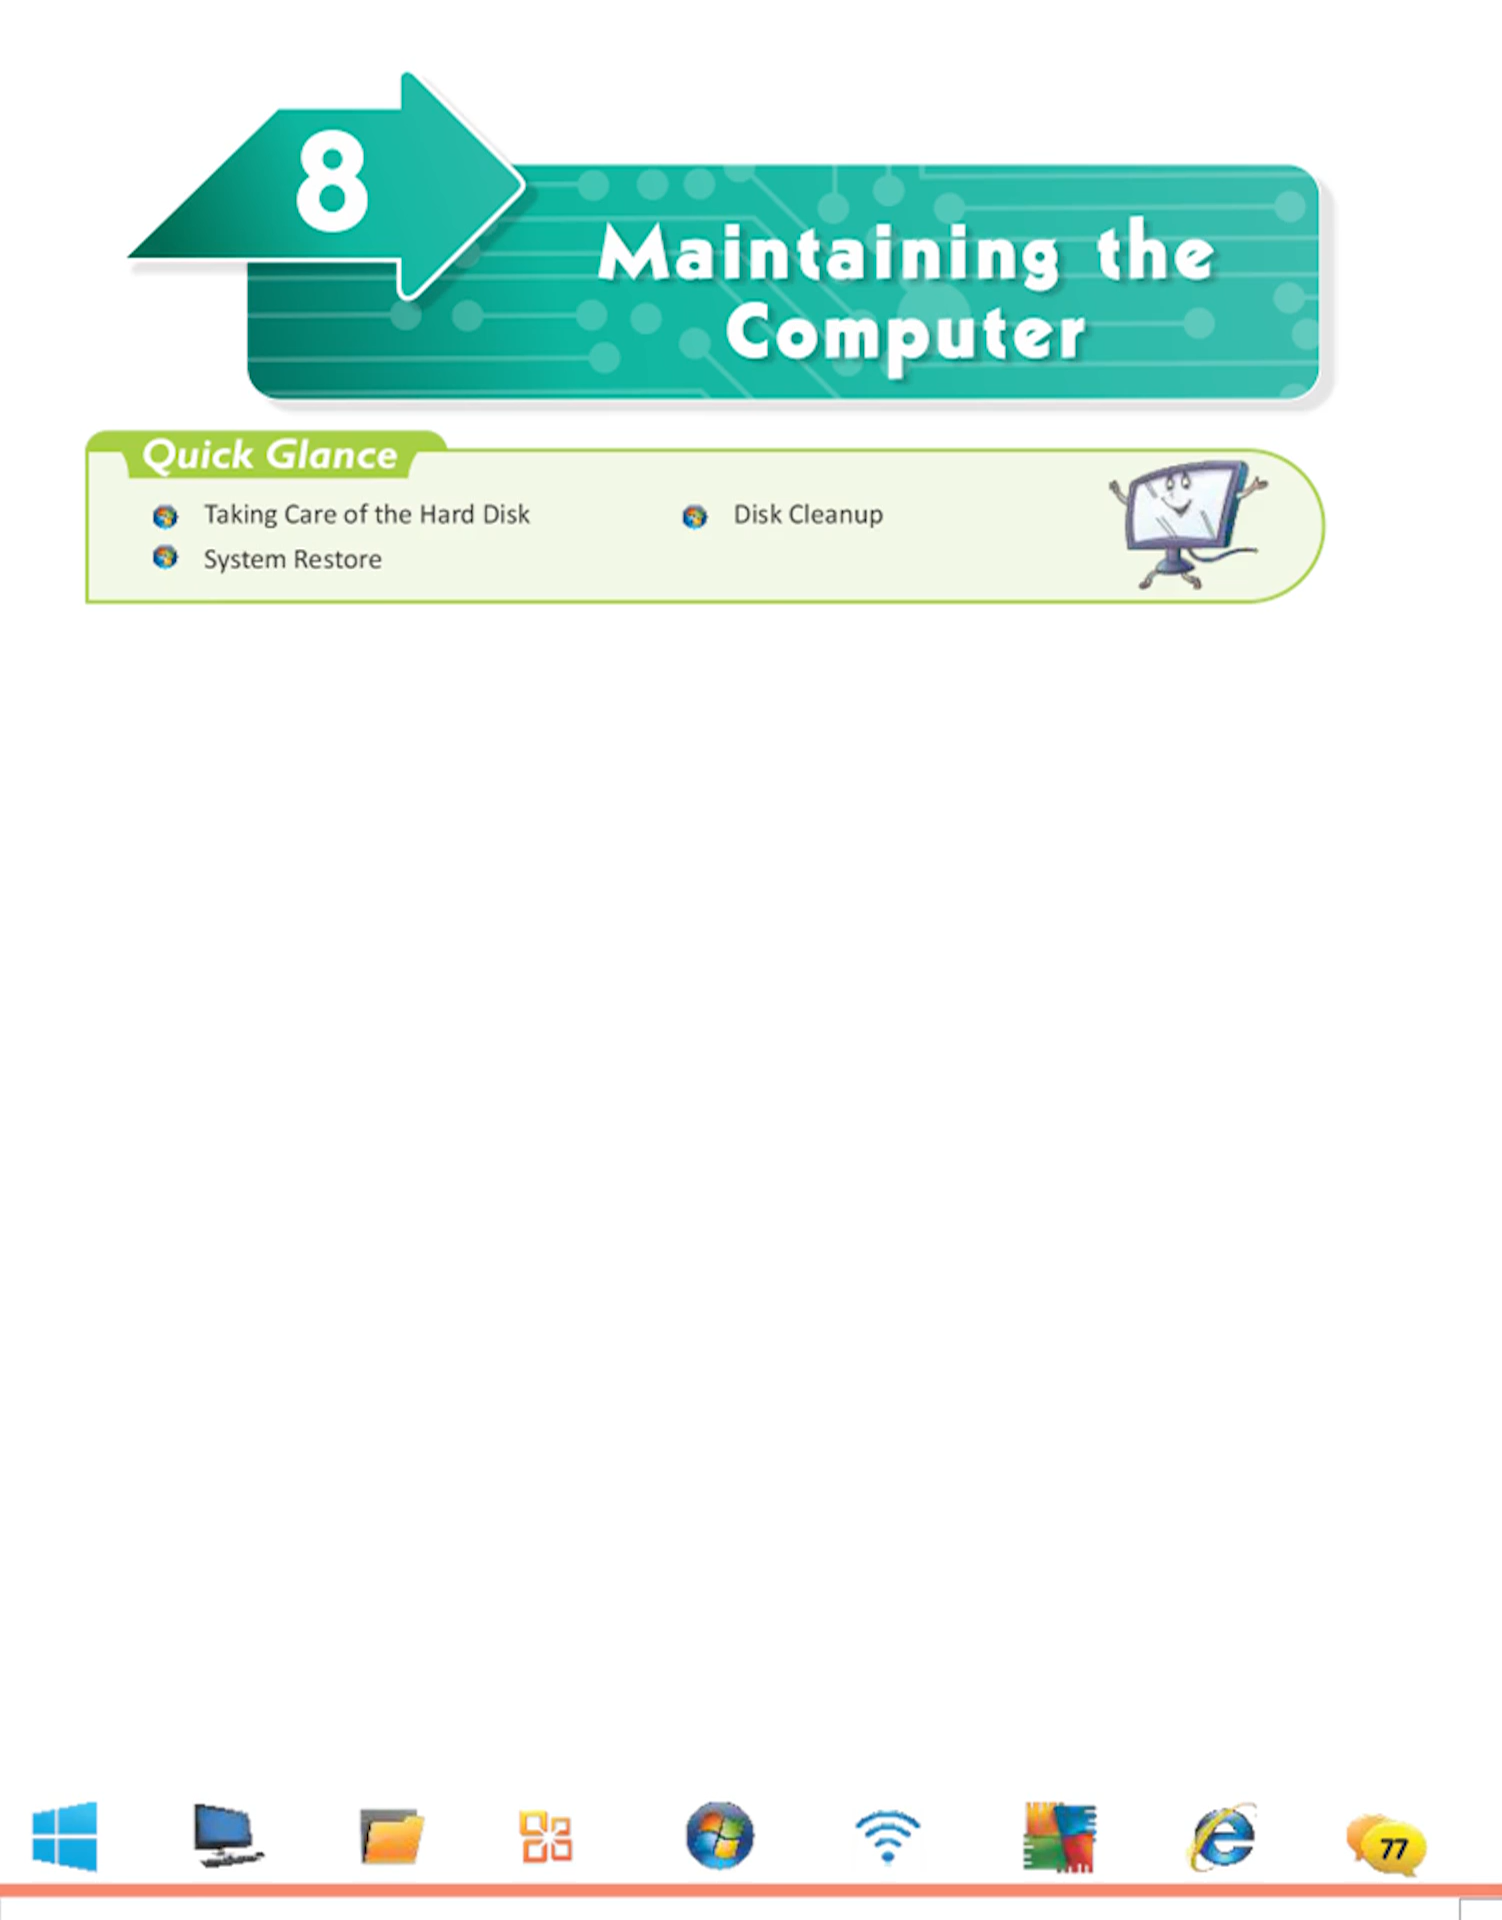 8
Maintaining the
Computer
Quick Glance
Taking Care of the Hard Disk
Disk Cleanup
System Restore
77